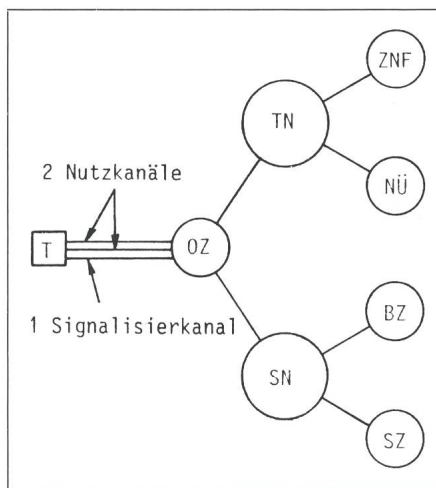 ZNF
TN
NÜ
2 Nutzkanäle
T
OZ
1 Signalisierkanal
BZ
SN
SZ